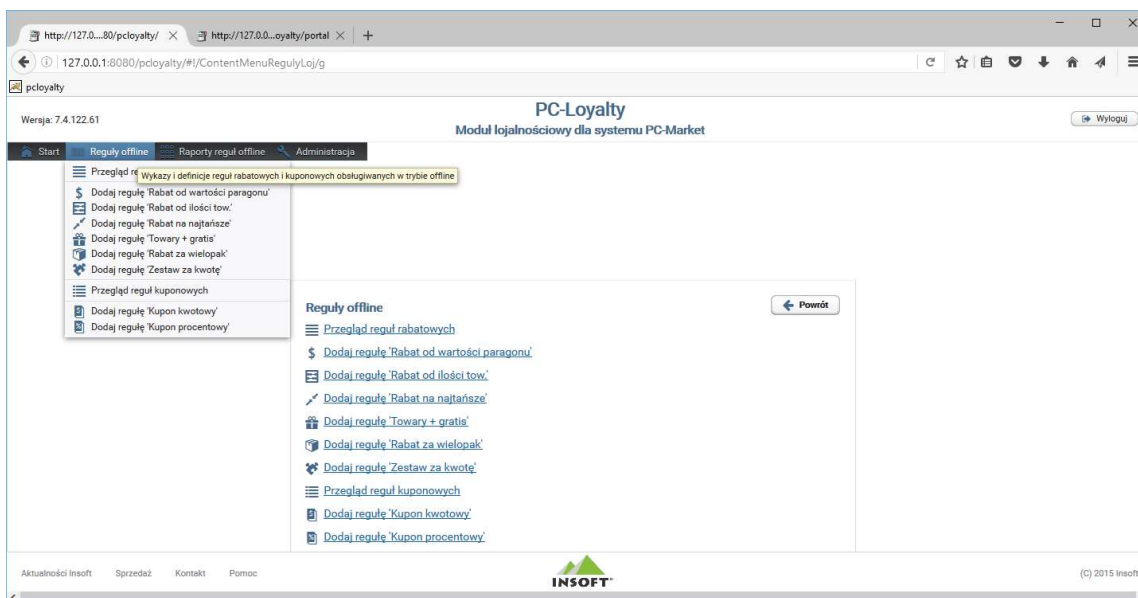 http://127.0....80/pcloyalty/
http://127.0.0...oyalty/portal
127.0.0.1:8080/pcloyalty/#!/ContentMenuRegulyLoj/g
pcloyalty
Wersja: 7.4.122.61
PC-Loyalty
Moduł lojalnościowy dla systemu PC-Market
Wyloguj
Start Reguły offline Raporty reguł offline Administracja
Przegląd re
Wykazy i definicje reguł rabatowych i kuponowych obsługiwanych w trybie offline
Dodaj regułę 'Rabat od wartości paragonu'
Dodaj regułę 'Rabat od ilości tow.'
Dodaj regułę 'Rabat na najtańsze'
Dodaj regułę 'Towary + gratis'
Dodaj regułę 'Rabat za wielopak'
Dodaj regułę 'Zestaw za kwotę'
Przegląd reguł kuponowych
Dodaj regułę 'Kupon kwotowy'
Dodaj regułę 'Kupon procentowy'
Reguły offline
Powrót
Przegląd reguł rabatowych
Dodaj regułę 'Rabat od wartości paragonu'
Dodaj regułę 'Rabat od ilości tow.'
Dodaj regułę 'Rabat na najtańsze'
Dodaj regułę 'Towary + gratis'
Dodaj regułę 'Rabat za wielopak'
Dodaj regułę 'Zestaw za kwotę'
Przegląd reguł kuponowych
Dodaj regułę 'Kupon kwotowy'
Dodaj regułę 'Kupon procentowy'
Aktualności Insoft Sprzedaż Kontakt Pomoc
INSOFT
(C) 2015 Insoft